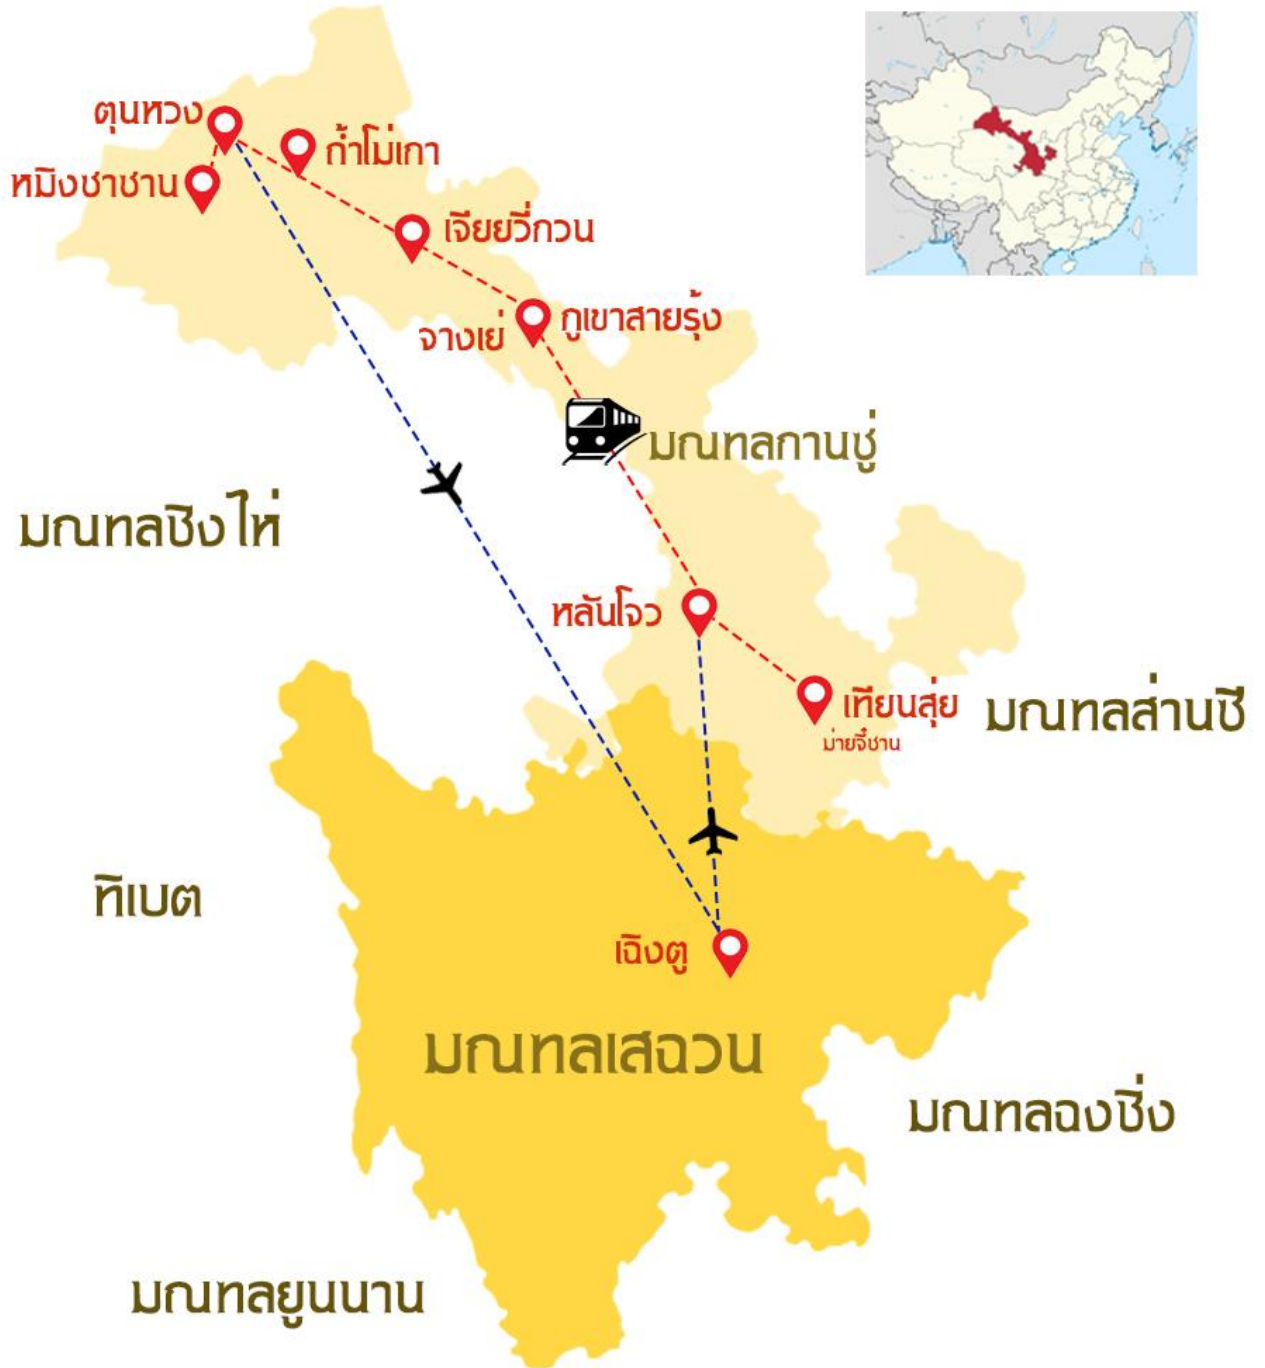 ตุนหวง
ถ้ำโม่เกา
หมิงซาซาน
เจียยวี่กวน
ภูเขาสายรุ้ง
จางเย่
มณฑลกานซู่
มณฑลชิงไห่
หลันโจว
เทียนสุ่ย
ม่ายจี๋ซาน
มณฑลส่านซี
ทิเบต
เฉิงตู
มณฑลเสฉวน
มณฑลฉงชิ่ง
มณฑลยูนนาน